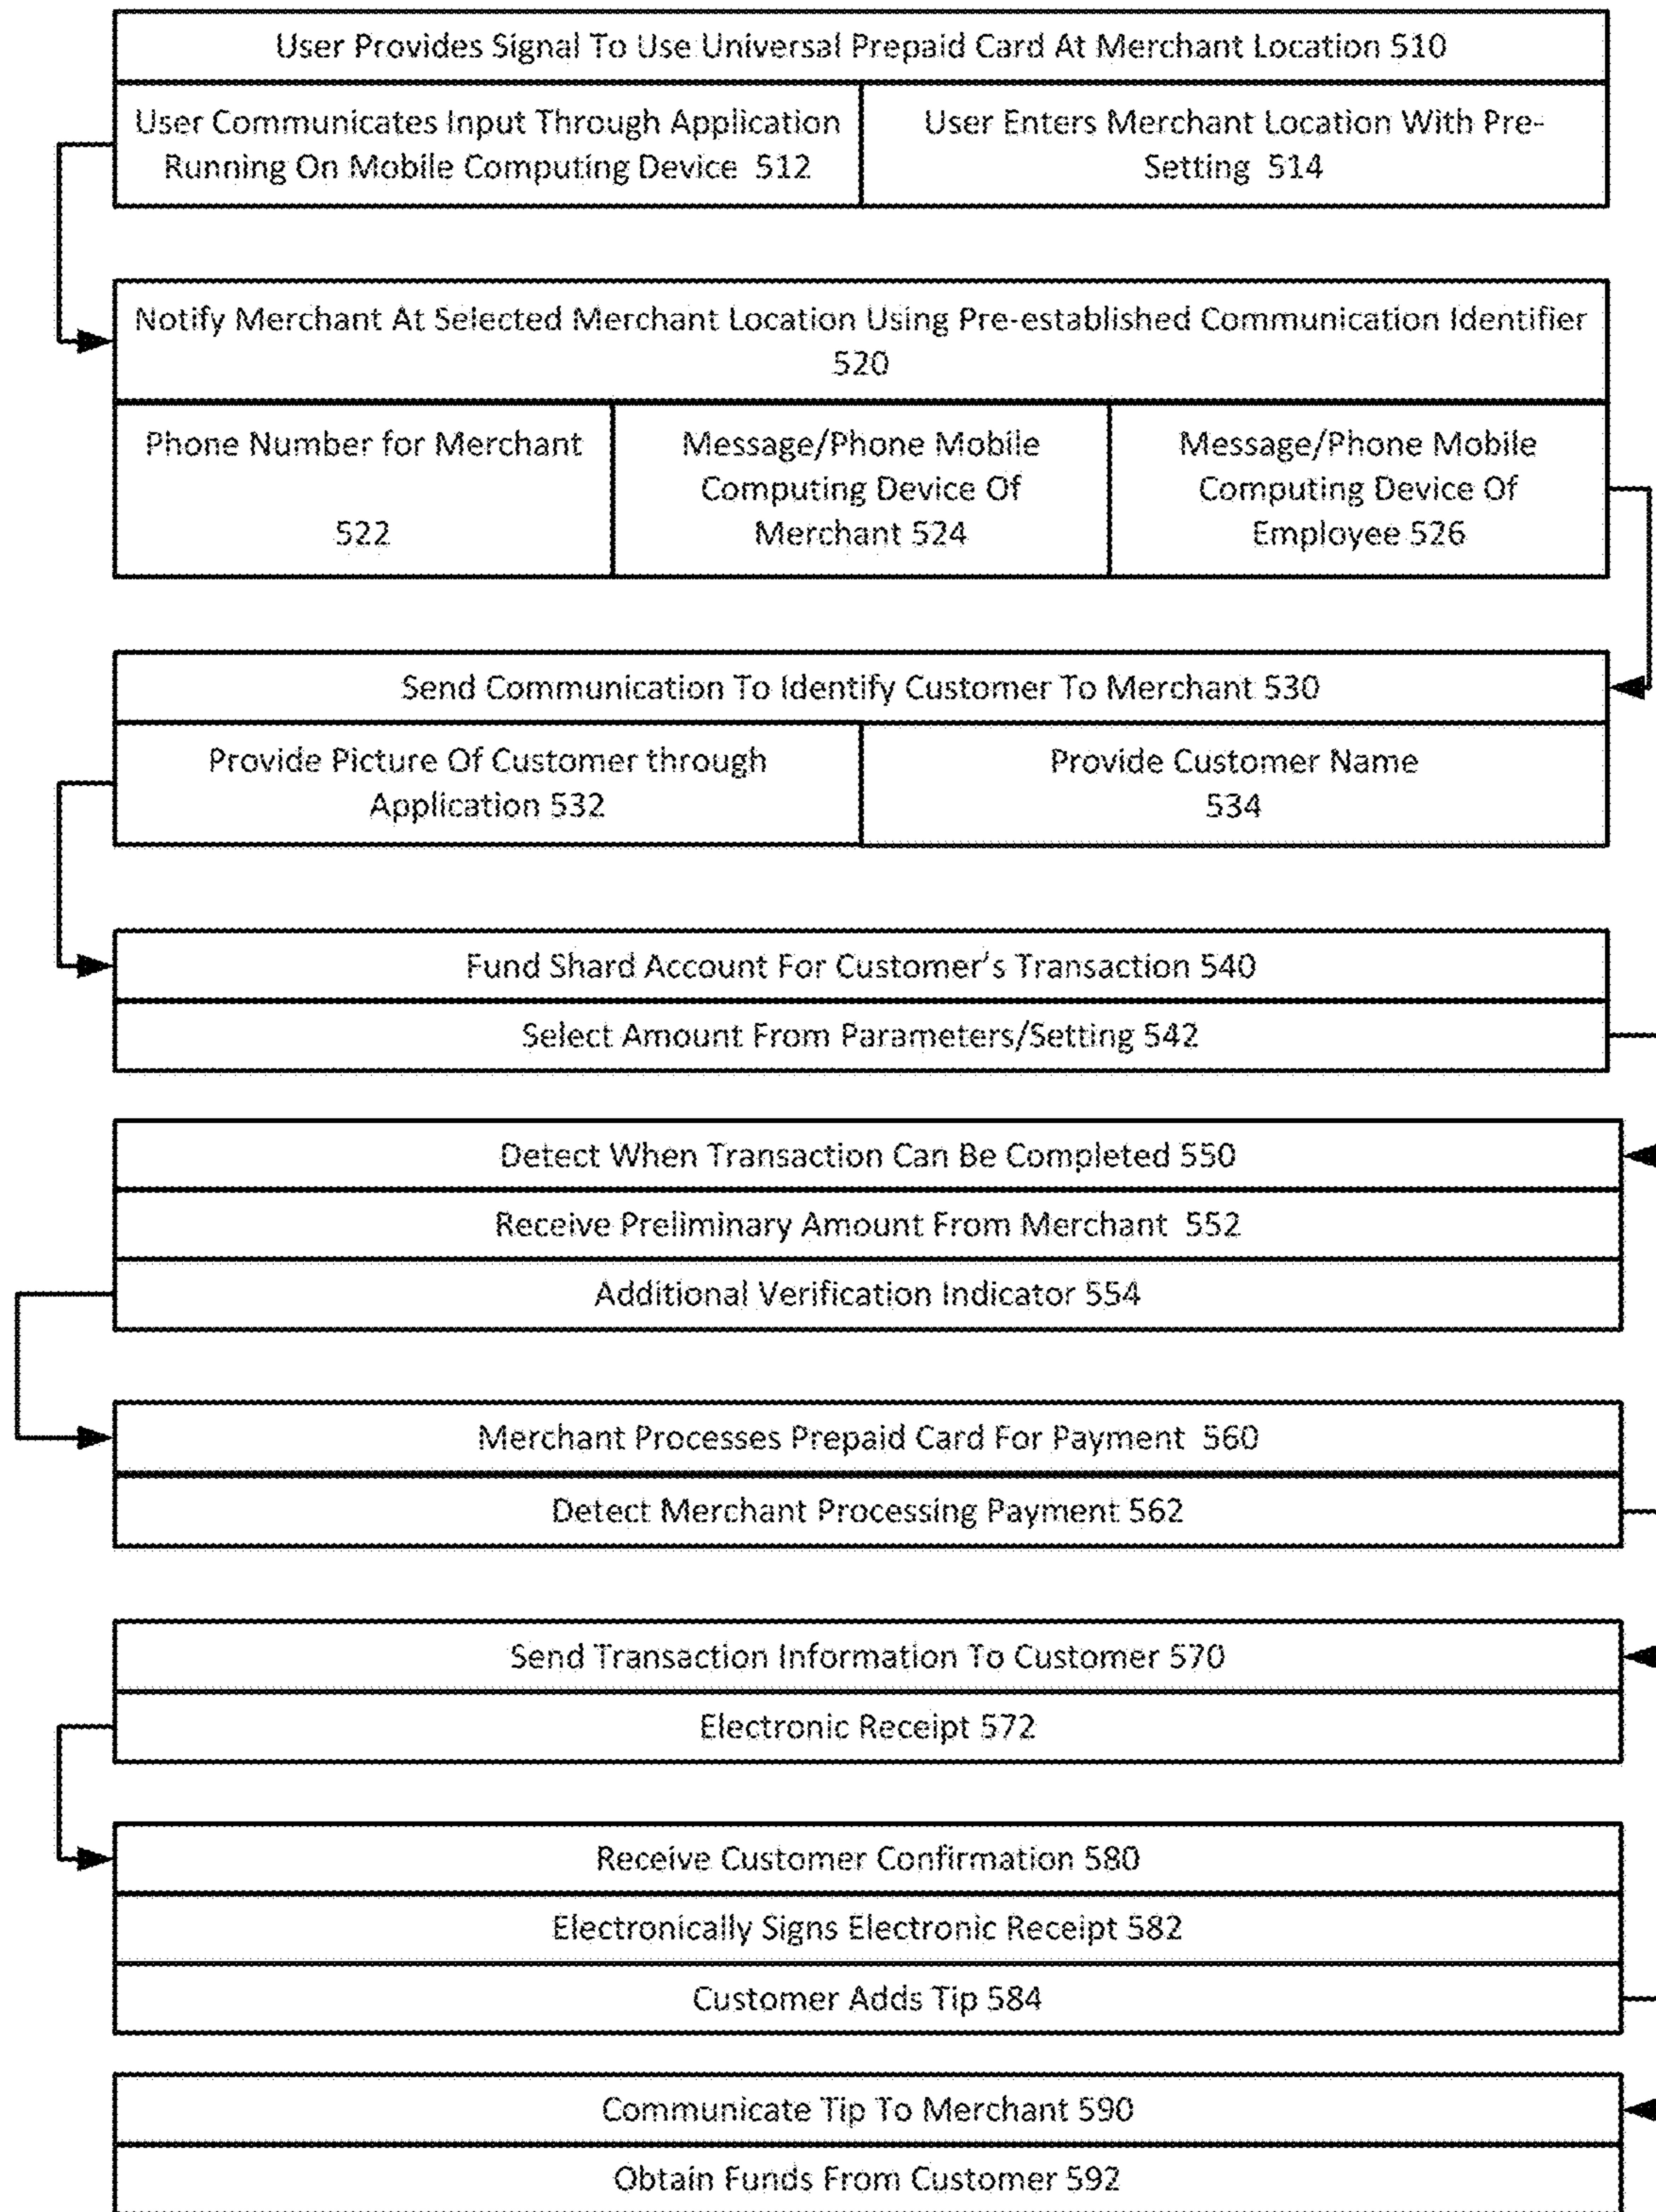 User Provides Signal To Use Universal Prepaid Card At Merchant Location 510
User Communicates Input Through Application
Running On Mobile Computing Device 512
User Enters Merchant Location With Pre-
Setting 514
Notify Merchant At Selected Merchant Location Using Pre-established Communication Identifier
520
Phone Number for Merchant
522
Message/Phone Mobile
Computing Device Of
Merchant 524
Message/Phone Mobile
Computing Device Of
Employee 526
Send Communication To Identify Customer To Merchant 530
Provide Picture Of Customer through
Application 532
Provide Customer Name
534
Fund Shard Account For Customer's Transaction 540
Select Amount From Parameters/Setting 542
Detect When Transaction Can Be Completed 550
Receive Preliminary Amount From Merchant 552
Additional Verification Indicator 554
Merchant Processes Prepaid Card For Payment 560
Detect Merchant Processing Payment 562
Send Transaction Information To Customer 570
Electronic Receipt 572
Receive Customer Confirmation 580
Electronically Signs Electronic Receipt 582
Customer Adds Tip 584
Communicate Tip To Merchant 590
Obtain Funds From Customer 592